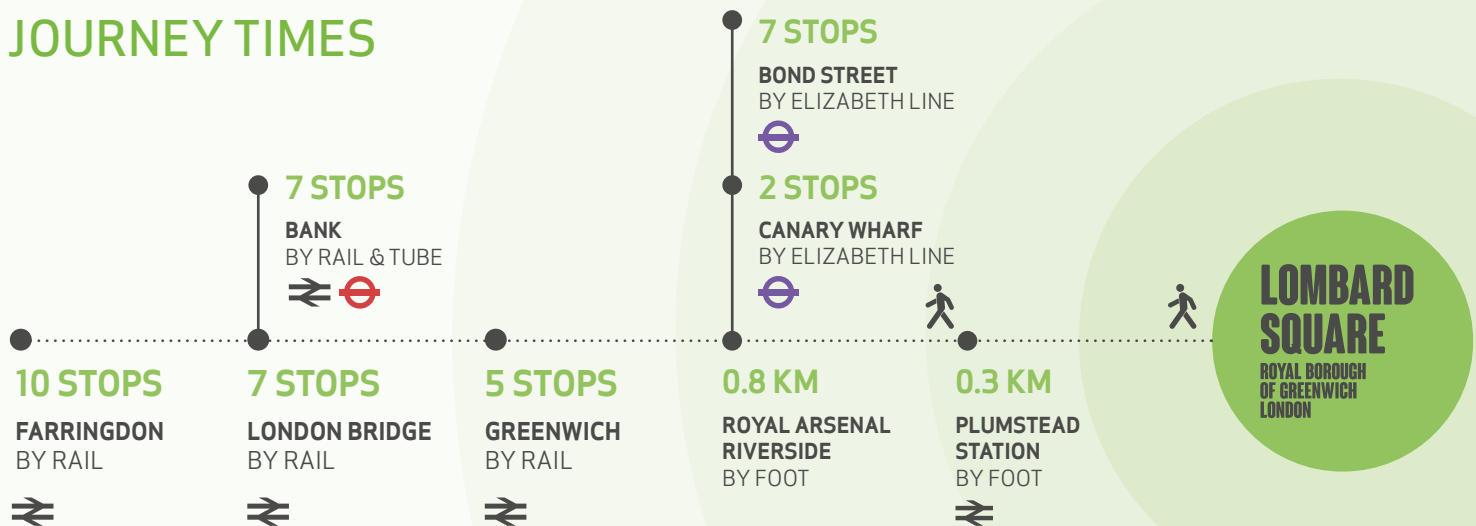 JOURNEY TIMES
7 STOPS
BOND STREET
BY ELIZABETH LINE
7 STOPS
BANK
BY RAIL & TUBE
2 STOPS
CANARY WHARF
BY ELIZABETH LINE
10 STOPS
FARRINGDON
BY RAIL
7 STOPS
LONDON BRIDGE
BY RAIL
5 STOPS
GREENWICH
BY RAIL
0.8 KM
ROYAL ARSENAL
RIVERSIDE
BY FOOT
0.3 KM
PLUMSTEAD
STATION
BY FOOT
LOMBARD
SQUARE
ROYAL BOROUGH
OF GREENWICH
LONDON